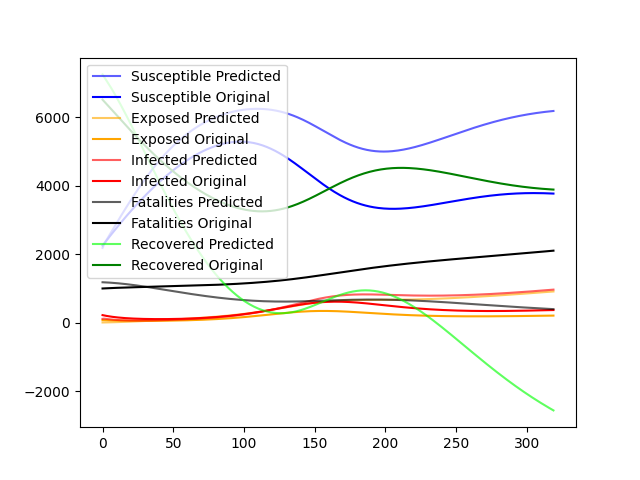 6000
4000
2000
0
−2000
Susceptible Predicted
Susceptible Original
Exposed Predicted
Exposed Original
Infected Predicted
Infected Original
Fatalities Predicted
Fatalities Original
Recovered Predicted
Recovered Original
0 50 100 150 200 250 300